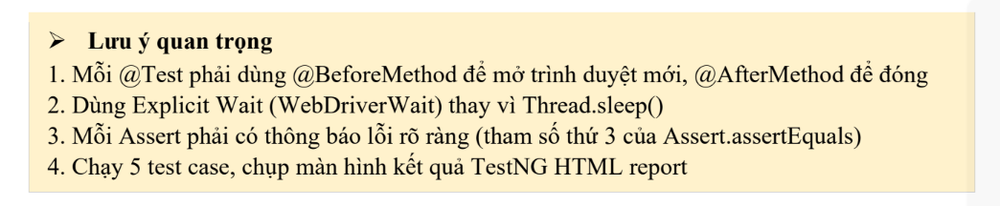 ➢ Lưu ý quan trọng
1. Mỗi @Test phải dùng @BeforeMethod để mở trình duyệt mới, @AfterMethod để đóng
2. Dùng Explicit Wait (WebDriverWait) thay vì Thread.sleep()
3. Mỗi Assert phải có thông báo lỗi rõ ràng (tham số thứ 3 của Assert.assertEquals)
4. Chạy 5 test case, chụp màn hình kết quả TestNG HTML report